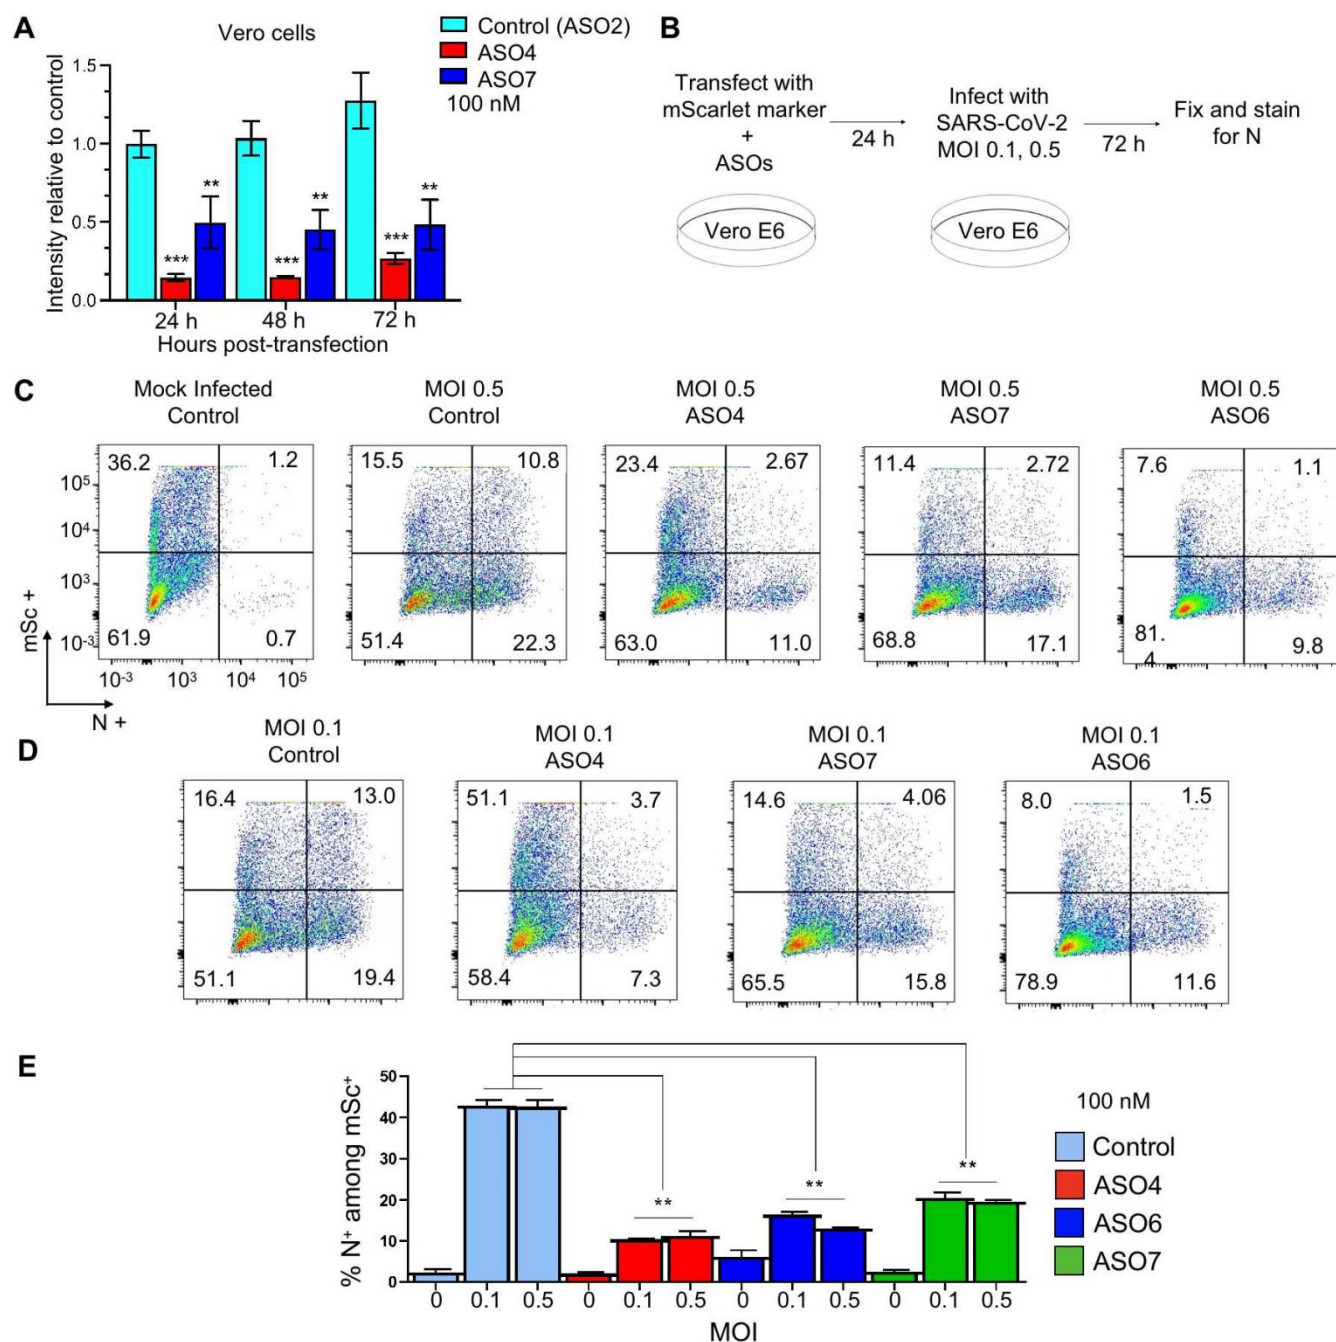 A
Vero cells
Control (ASO2)
ASO4
ASO7
100 nM
Intensity relative to control
1.5
1.0
0.5
0.0
***
**
***
**
***
**
24 h
48 h
72 h
Hours post-transfection
B
Transfect with
mScarlet marker
+
ASOs
24 h
Infect with
SARS-CoV-2
MOI 0.1, 0.5
72 h
Fix and stain
for N
Vero E6
Vero E6
C
Mock Infected
Control
MOI 0.5
Control
MOI 0.5
ASO4
MOI 0.5
ASO7
MOI 0.5
ASO6
36.2
1.2
15.5
10.8
23.4
2.67
11.4
2.72
7.6
1.1
10⁵
10⁴
10³
10⁻³
61.9
0.7
51.4
22.3
63.0
11.0
68.8
17.1
81.
4
9.8
10⁻³
10³
10⁴
10⁵
mSc +
N +
D
MOI 0.1
Control
MOI 0.1
ASO4
MOI 0.1
ASO7
MOI 0.1
ASO6
16.4
13.0
51.1
3.7
14.6
4.06
8.0
1.5
51.1
19.4
58.4
7.3
65.5
15.8
78.9
11.6
E
% N⁺ among mSc⁺
50
40
30
20
10
0
**
**
**
0
0.1
0.5
0
0.1
0.5
0
0.1
0.5
0
0.1
0.5
MOI
100 nM
Control
ASO4
ASO6
ASO7